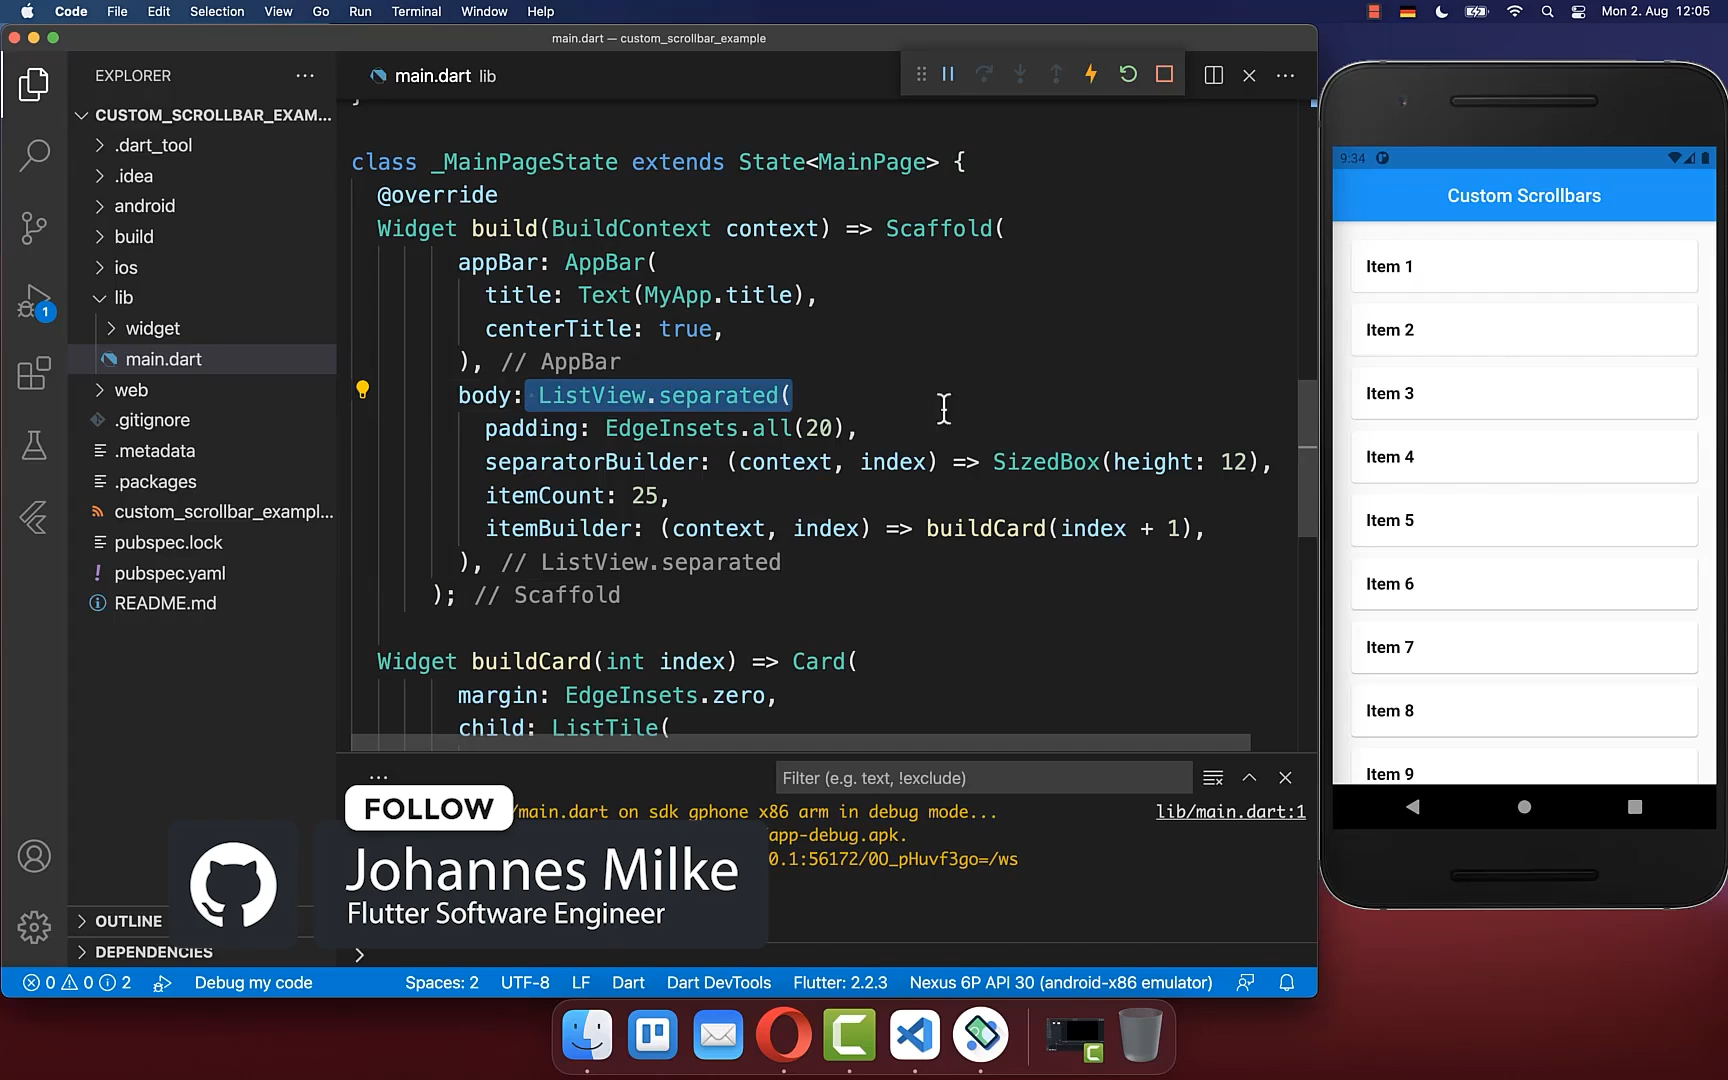 Code File Edit Selection View Go Run Terminal Window Help
Mon 2. Aug 12:05
main.dart — custom_scrollbar_example
EXPLORER
CUSTOM_SCROLLBAR_EXAM...
.dart_tool
.idea
android
build
ios
lib
widget
main.dart
web
.gitignore
.metadata
.packages
custom_scrollbar_exampl...
pubspec.lock
! pubspec.yaml
README.md
1
OUTLINE
DEPENDENCIES
main.dart lib
}
class _MainPageState extends State<MainPage> {
@override
Widget build(BuildContext context) => Scaffold(
appBar: AppBar(
title: Text(MyApp.title),
centerTitle: true,
), // AppBar
body: ListView.separated(
padding: EdgeInsets.all(20),
separatorBuilder: (context, index) => SizedBox(height: 12),
itemCount: 25,
itemBuilder: (context, index) => buildCard(index + 1),
), // ListView.separated
); // Scaffold
Widget buildCard(int index) => Card(
margin: EdgeInsets.zero,
child: ListTile(
Filter (e.g. text, !exclude)
/main.dart on sdk gphone x86 arm in debug mode...
lib/main.dart:1
app-debug.apk.
0.1:56172/0O_pHuvf3go=/ws
FOLLOW
Johannes Milke
Flutter Software Engineer
0 0 2 Debug my code Spaces: 2 UTF-8 LF Dart Dart DevTools Flutter: 2.2.3 Nexus 6P API 30 (android-x86 emulator)
9:34
Custom Scrollbars
Item 1
Item 2
Item 3
Item 4
Item 5
Item 6
Item 7
Item 8
Item 9